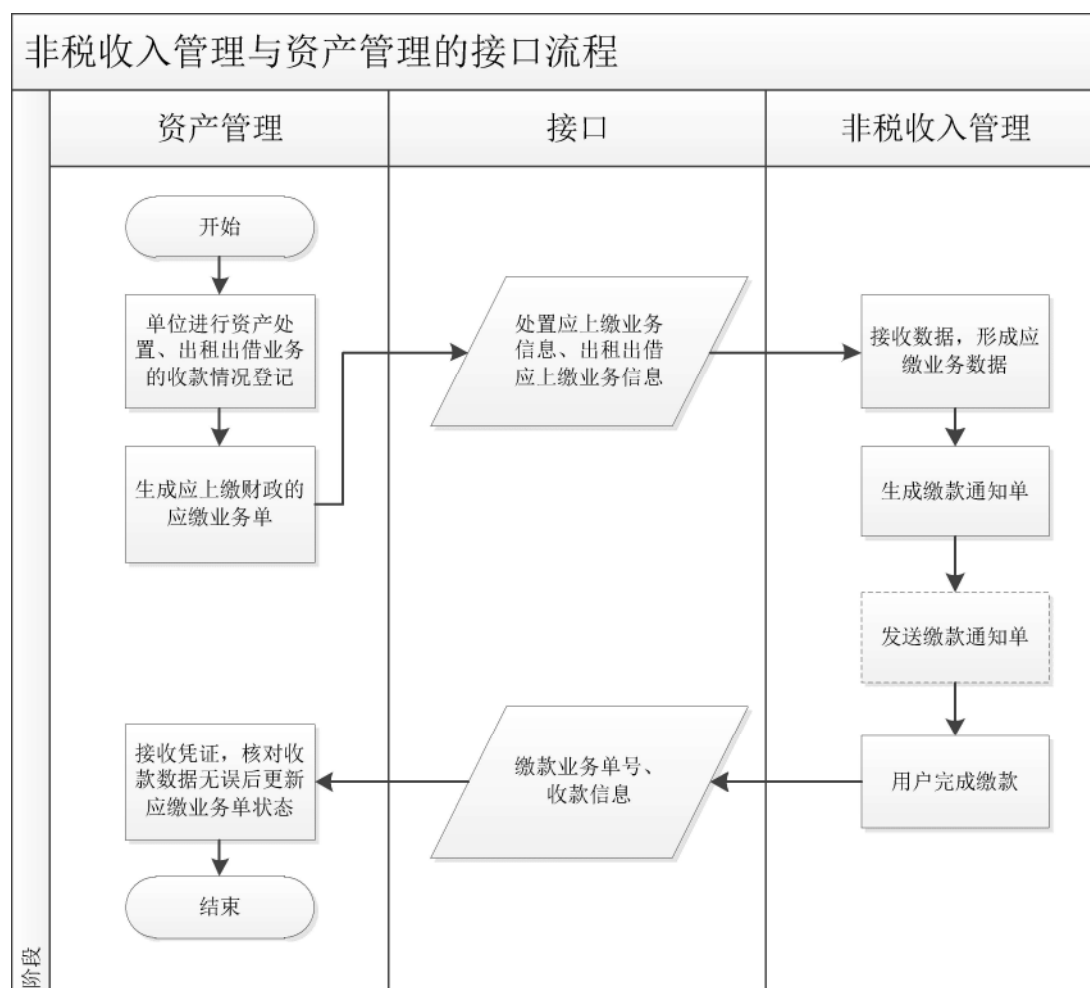 非税收入管理与资产管理的接口流程
资产管理
接口
非税收入管理
开始
单位进行资产处
置、出租出借业务
的收款情况登记
生成应上缴财政的
应缴业务单
处置应上缴业务
信息、出租出借
应上缴业务信息
接收数据，形成应
缴业务数据
生成缴款通知单
发送缴款通知单
用户完成缴款
缴款业务单号、
收款信息
接收凭证，核对收
款数据无误后更新
应缴业务单状态
结束
阶段